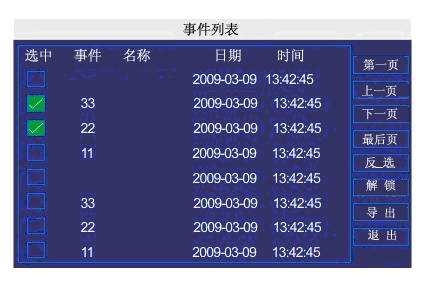 事件列表
选中 事件 名称 日期 时间
2009-03-09 13:42:45
33 2009-03-09 13:42:45
22 2009-03-09 13:42:45
11 2009-03-09 13:42:45
2009-03-09 13:42:45
33 2009-03-09 13:42:45
22 2009-03-09 13:42:45
11 2009-03-09 13:42:45
第一页
上一页
下一页
最后页
反 选
解 锁
导 出
退 出